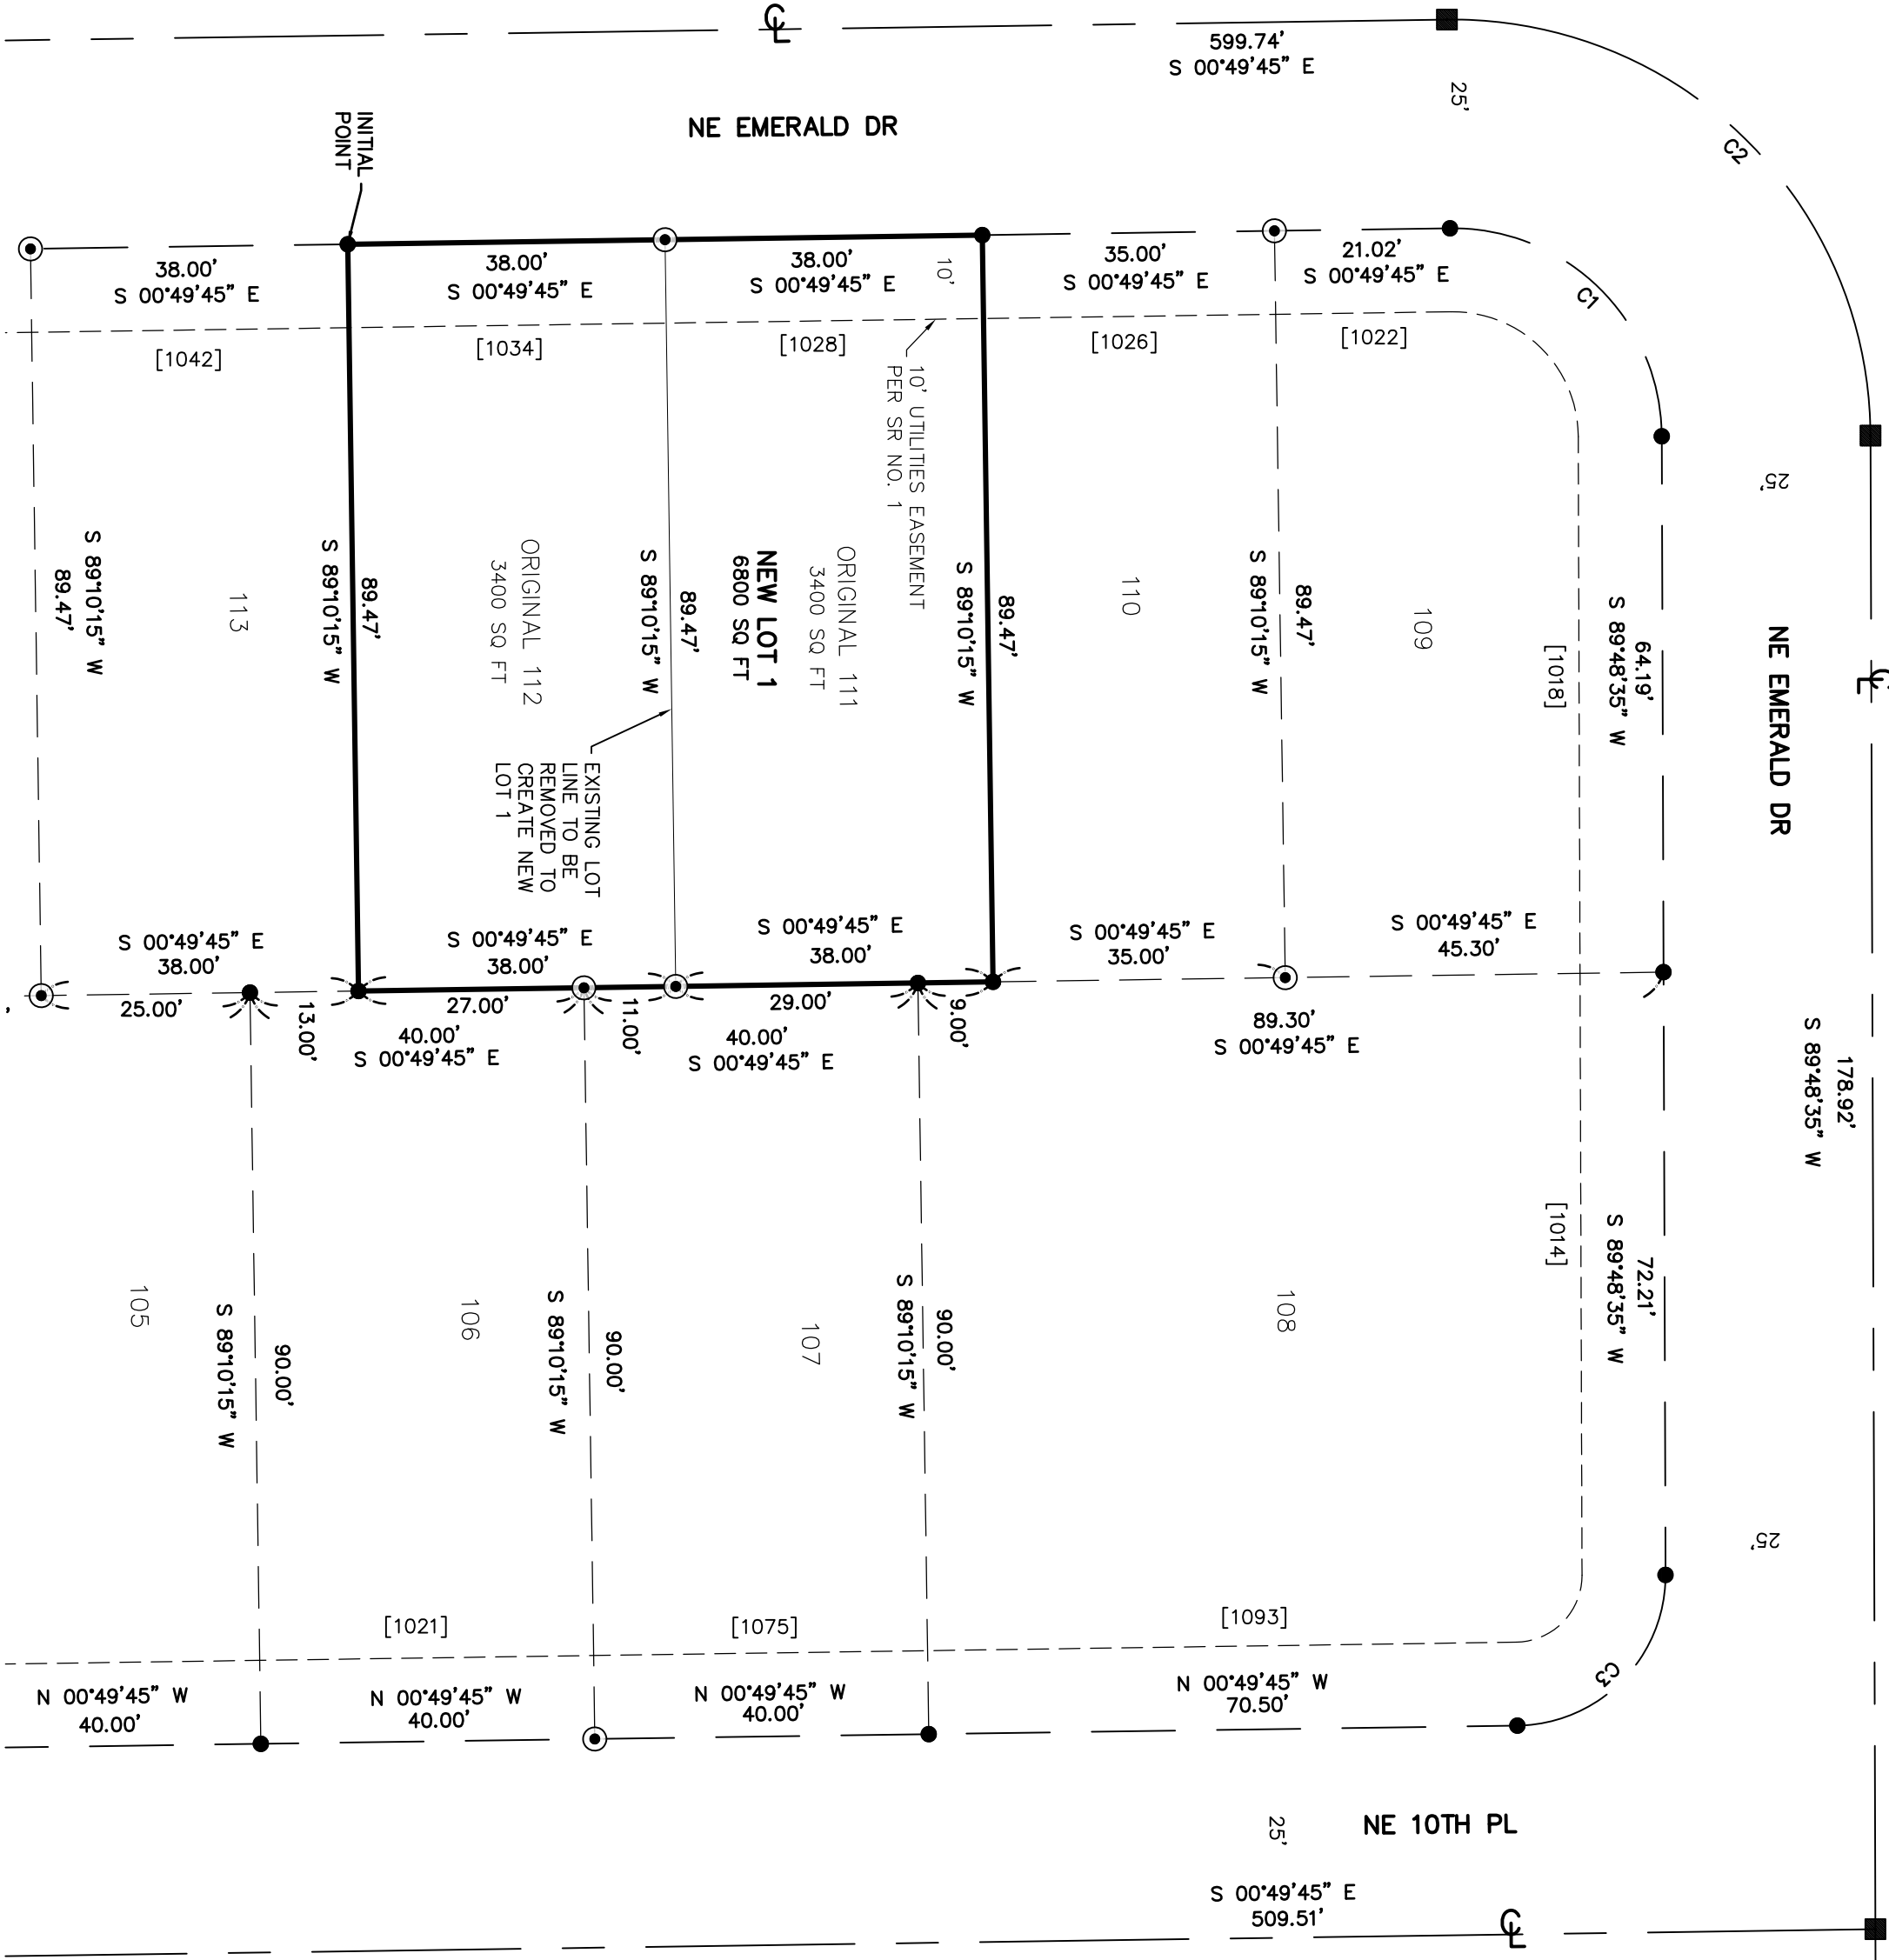 ℄
599.74'
S 00°49'45" E
25'
C2
NE EMERALD DR
INITIAL
POINT
38.00'
S 00°49'45" E
38.00'
S 00°49'45" E
38.00'
S 00°49'45" E
10'
35.00'
S 00°49'45" E
21.02'
S 00°49'45" E
C1
[1042]
[1034]
[1028]
[1026]
[1022]
10' UTILITIES EASEMENT
PER SR NO. 1
25'
NE EMERALD DR
℄
S 89°10'15" W
89.47'
113
89.47'
S 89°10'15" W
ORIGINAL 112
3400 SQ FT
89.47'
S 89°10'15" W
NEW LOT 1
6800 SQ FT
ORIGINAL 111
3400 SQ FT
89.47'
S 89°10'15" W
110
89.47'
S 89°10'15" W
109
[1018]
64.19'
S 89°48'35" W
EXISTING LOT
LINE TO BE
REMOVED TO
CREATE NEW
LOT 1
S 00°49'45" E
38.00'
S 00°49'45" E
38.00'
S 00°49'45" E
38.00'
S 00°49'45" E
35.00'
S 00°49'45" E
45.30'
'
25.00'
13.00'
27.00'
40.00'
S 00°49'45" E
11.00'
29.00'
40.00'
S 00°49'45" E
9.00'
89.30'
S 00°49'45" E
178.92'
S 89°48'35" W
105
90.00'
S 89°10'15" W
106
90.00'
S 89°10'15" W
107
90.00'
S 89°10'15" W
108
[1014]
72.21'
S 89°48'35" W
25'
[1021]
[1075]
[1093]
C3
N 00°49'45" W
40.00'
N 00°49'45" W
40.00'
N 00°49'45" W
40.00'
N 00°49'45" W
70.50'
25'
NE 10TH PL
S 00°49'45" E
509.51'
℄